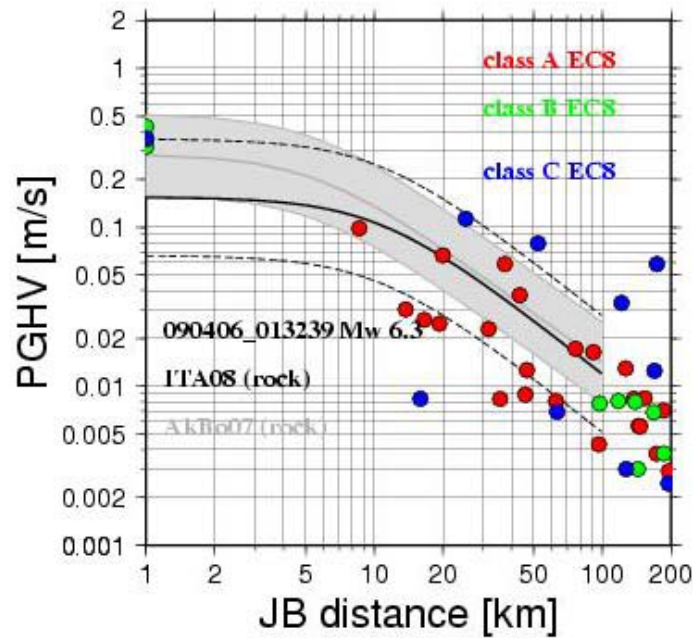 2
1
0.5
0.2
0.1
0.05
0.02
0.01
0.005
0.002
0.001
PGHV [m/s]
class A EC8
class B EC8
class C EC8
090406_013239 Mw 6.3
ITA08 (rock)
AkBo07 (rock)
1 2 5 10 20 50 100 200
JB distance [km]